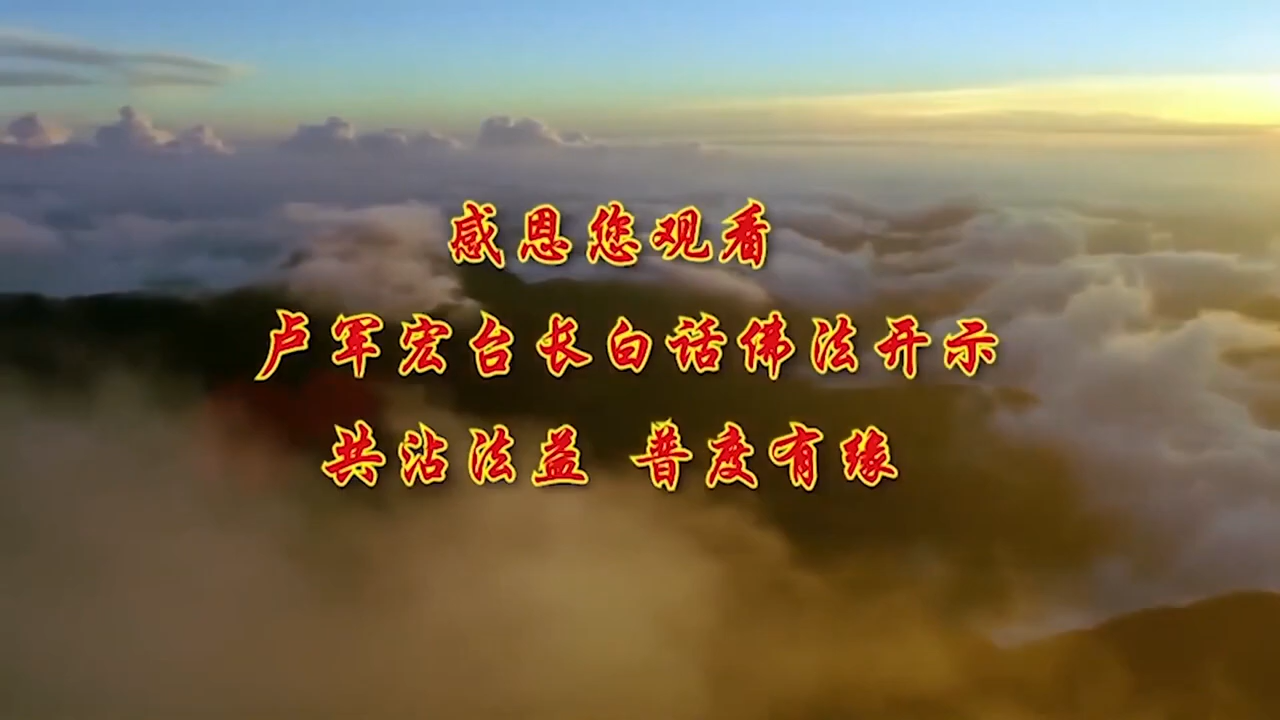 感恩您观看
卢军宏台长白话佛法开示
共沾法益 普度有缘